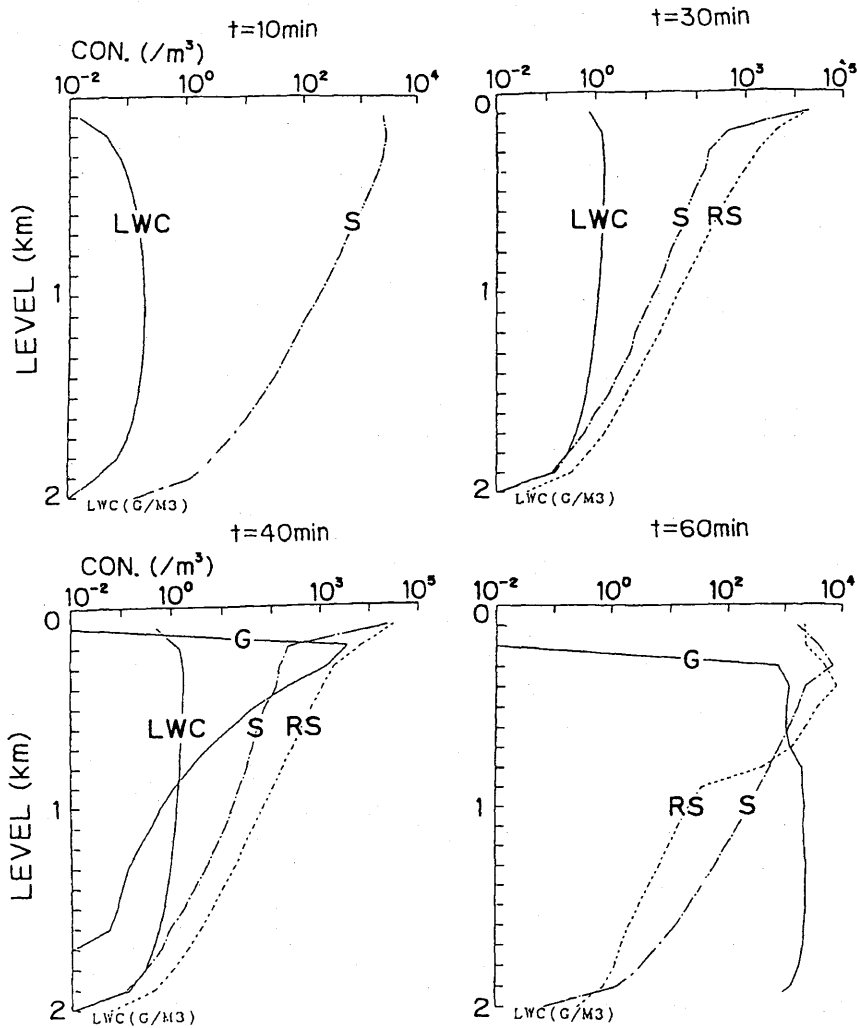 t=10min
CON. (/m³)
10⁻² 10⁰ 10² 10⁴
LEVEL (km)
1
2
LWC
S
LWC(G/M3)
t=30min
10⁻² 10⁰ 10³ 10⁵
0
1
2
LWC
S
RS
LWC(G/M3)
t=40min
CON. (/m³)
10⁻² 10⁰ 10³ 10⁵
LEVEL (km)
0
1
2
G
LWC
S
RS
LWC(G/M3)
t=60min
10⁻² 10⁰ 10² 10⁴
0
1
2
G
RS
S
LWC(G/M3)